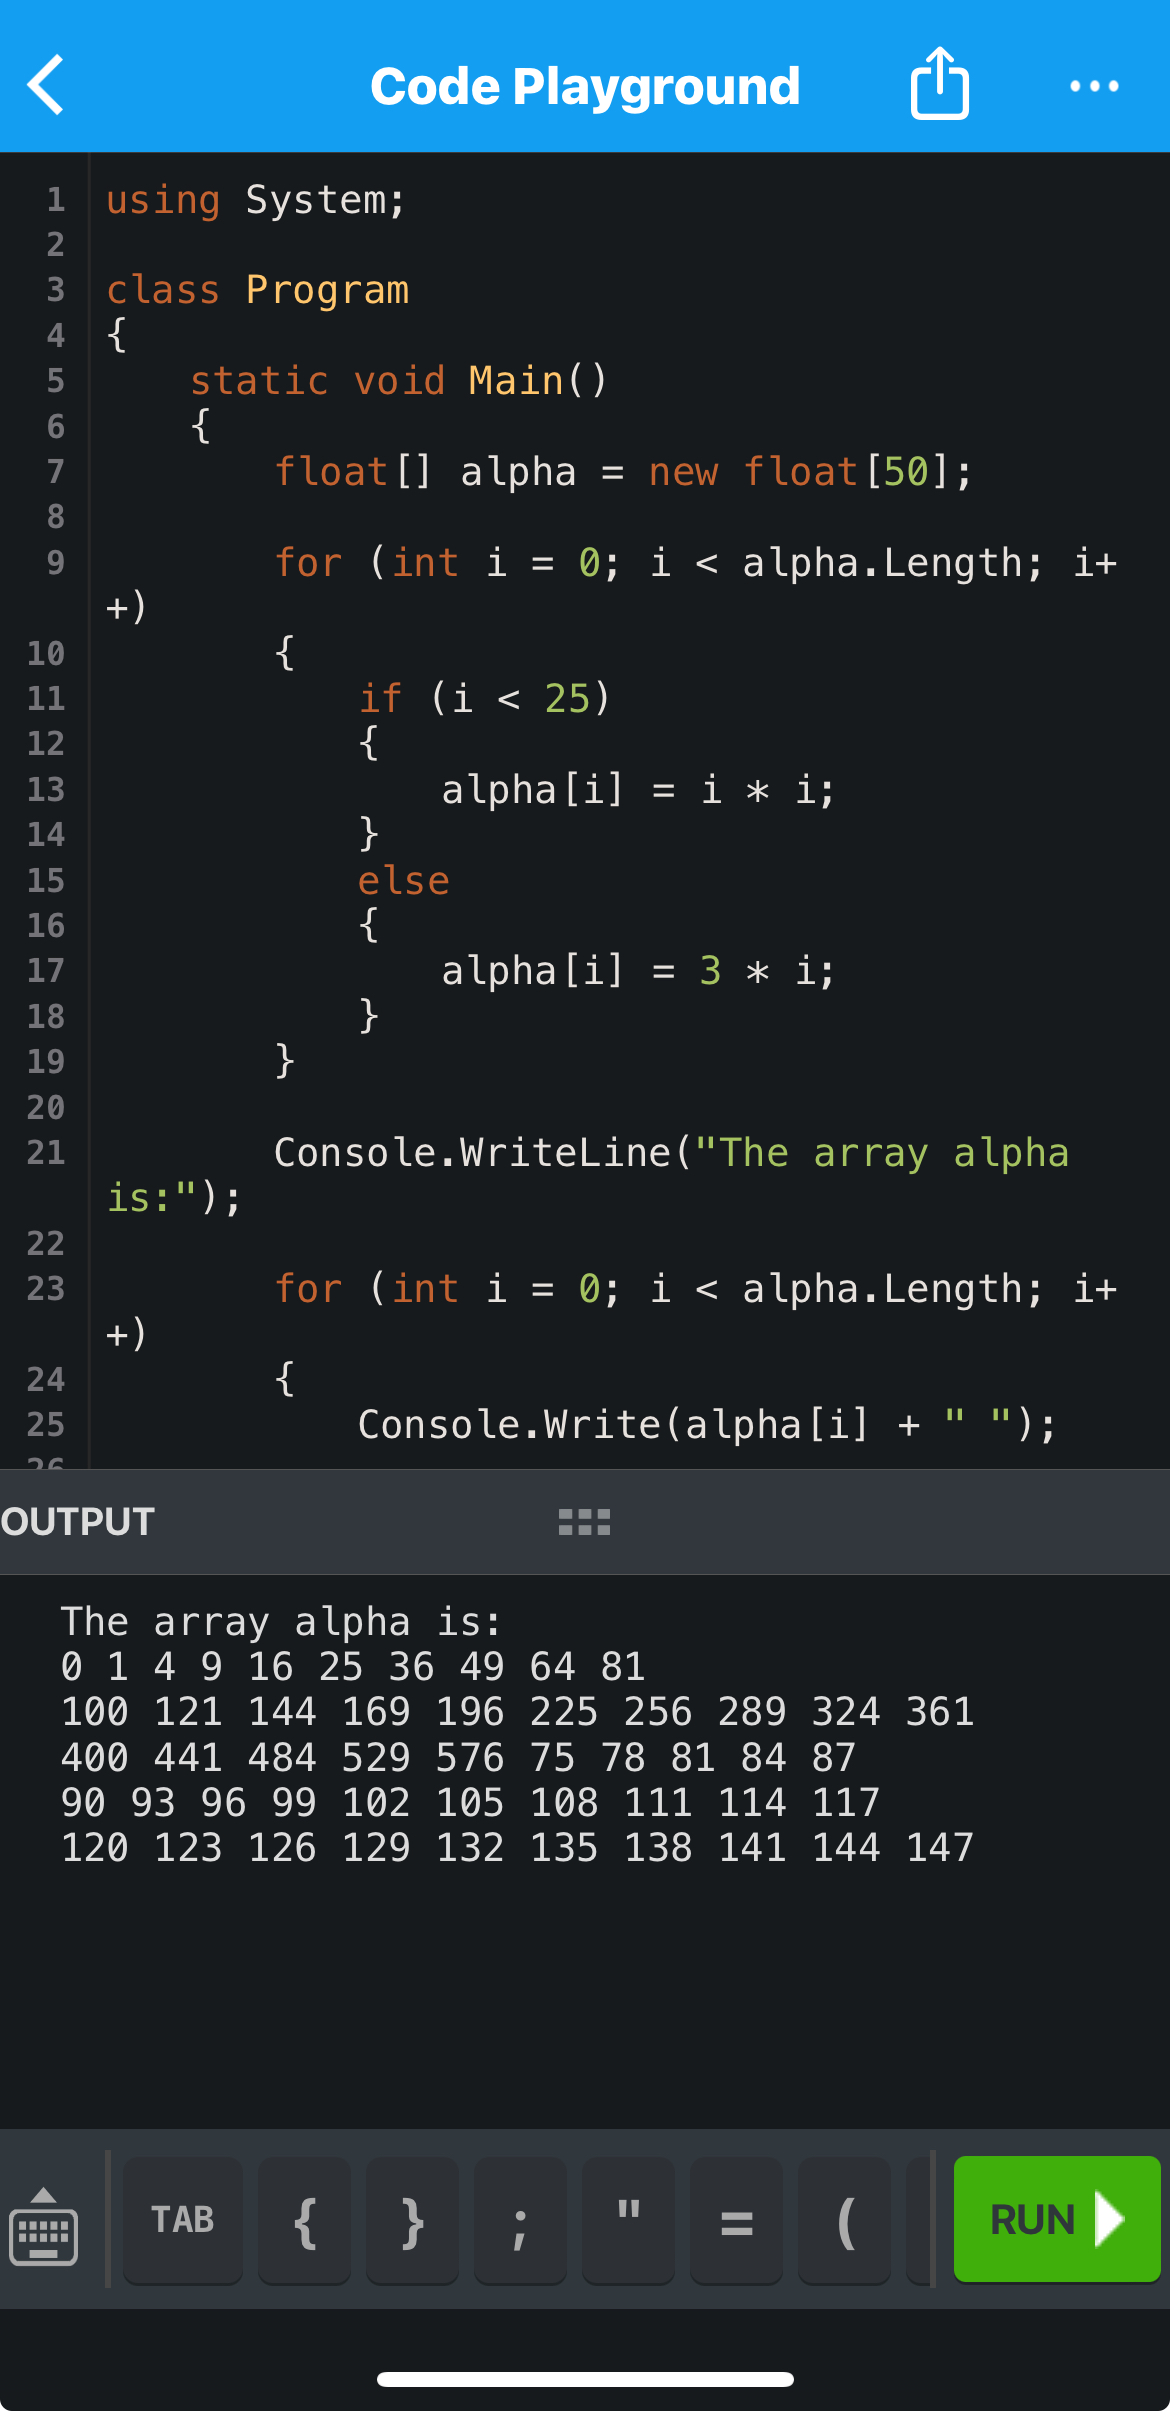 Code Playground
1 using System;
2
3 class Program
4 {
5     static void Main()
6     {
7         float[] alpha = new float[50];
8
9         for (int i = 0; i < alpha.Length; i+
+)
10         {
11             if (i < 25)
12             {
13                 alpha[i] = i * i;
14             }
15             else
16             {
17                 alpha[i] = 3 * i;
18             }
19         }
20
21         Console.WriteLine("The array alpha
is:");
22
23         for (int i = 0; i < alpha.Length; i+
+)
24         {
25             Console.Write(alpha[i] + " ");
26
OUTPUT
The array alpha is:
0 1 4 9 16 25 36 49 64 81
100 121 144 169 196 225 256 289 324 361
400 441 484 529 576 75 78 81 84 87
90 93 96 99 102 105 108 111 114 117
120 123 126 129 132 135 138 141 144 147
TAB { } ; " = ( RUN